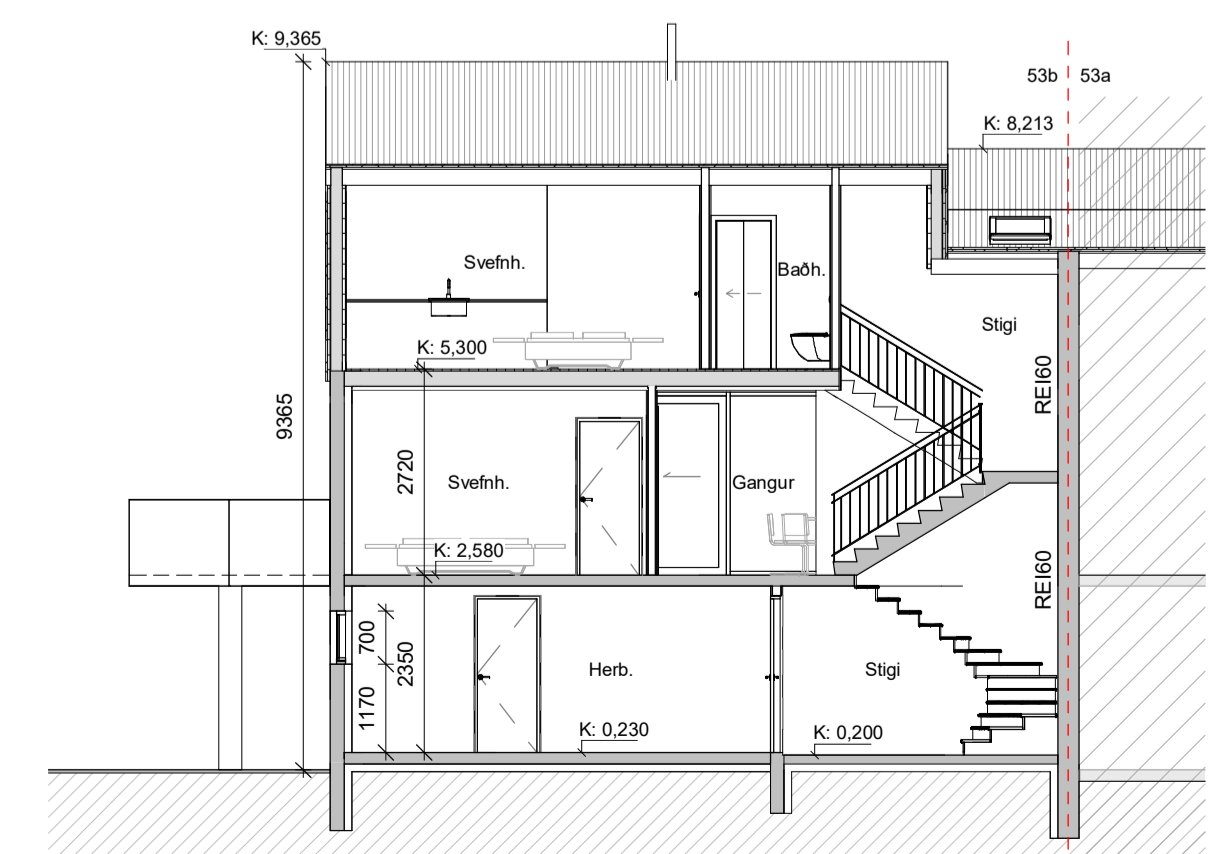 K: 9,365
53b
53a
K: 8,213
Svefnh.
Baðh.
Stigi
K: 5,300
REI60
9365
2720
Svefnh.
Gangur
K: 2,580
REI60
700
2350
1170
Herb.
Stigi
K: 0,230
K: 0,200